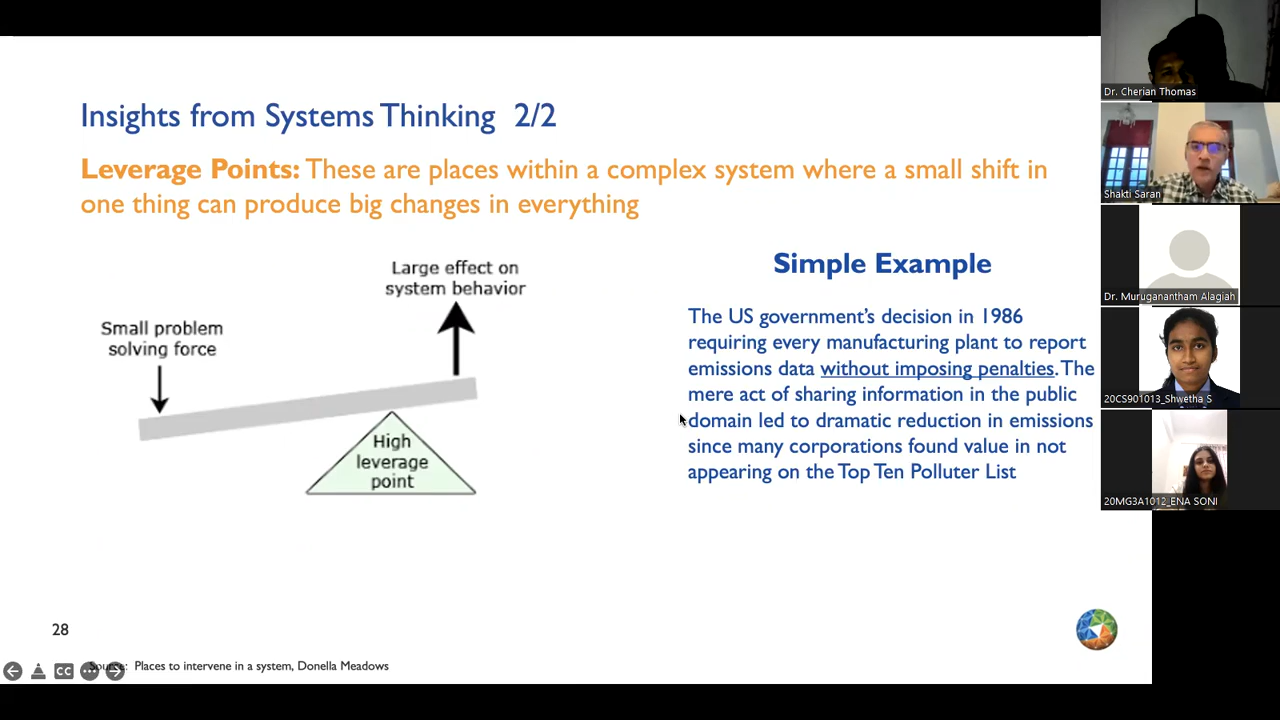 Insights from Systems Thinking 2/2
Leverage Points: These are places within a complex system where a small shift in
one thing can produce big changes in everything
Large effect on
system behavior
Small problem
solving force
High
leverage
point
Simple Example
The US government's decision in 1986
requiring every manufacturing plant to report
emissions data without imposing penalties. The
mere act of sharing information in the public
domain led to dramatic reduction in emissions
since many corporations found value in not
appearing on the Top Ten Polluter List
28
Source: Places to intervene in a system, Donella Meadows
CC
Dr. Cherian Thomas
Shakti Saran
Dr. Muruganantham Alagiah
20CS901013_Shwetha S
20MG3A1012_ENA SONI